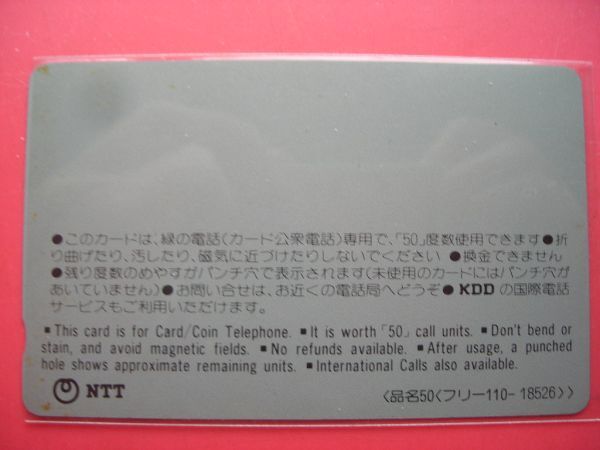 ●このカードは、緑の電話(カード公衆電話)専用で、「50」度数使用できます●折
り曲げたり、汚したり、磁気に近づけたりしないでください ●換金できません
●残り度数のめやすがパンチ穴で表示されます(未使用のカードにはパンチ穴が
あいていません)●お問い合せは、お近くの電話局へどうぞ● KDD の国際電話
サービスもご利用いただけます。
■This card is for Card/Coin Telephone. ■It is worth「50」call units. ■Don't bend or
stain, and avoid magnetic fields. ■No refunds available. ■After usage, a punched
hole shows approximate remaining units. ■International Calls also available.
NTT
〈品名50〈フリー110-18526〉〉